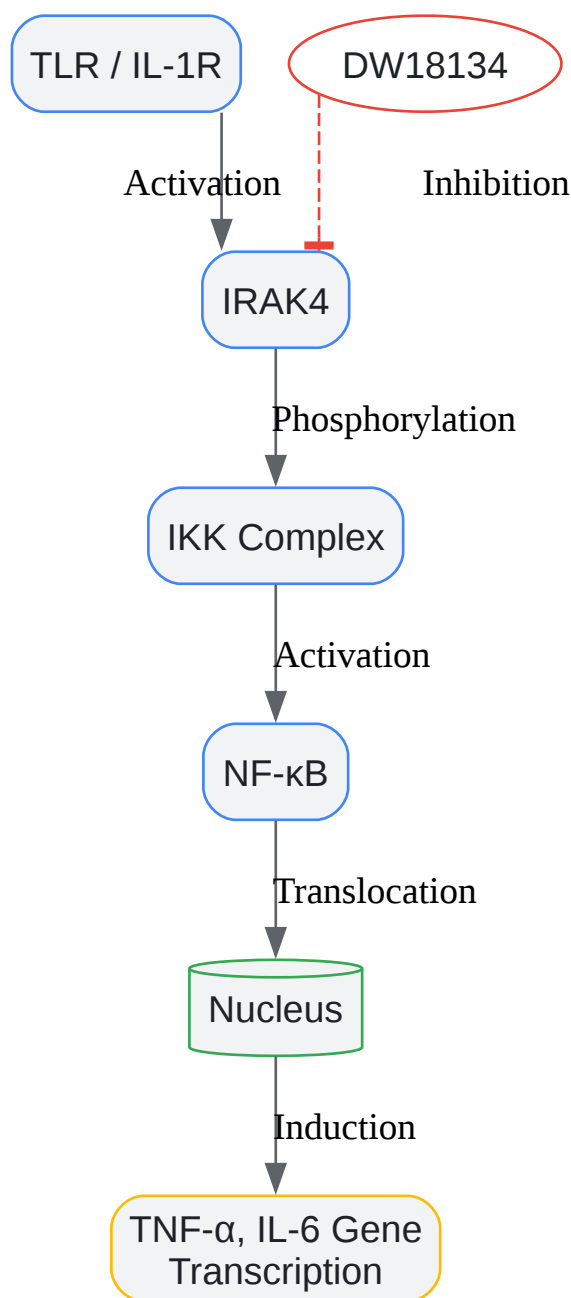 TLR / IL-1R
DW18134
Activation
Inhibition
IRAK4
Phosphorylation
IKK Complex
Activation
NF-κB
Translocation
Nucleus
Induction
TNF-α, IL-6 Gene
Transcription